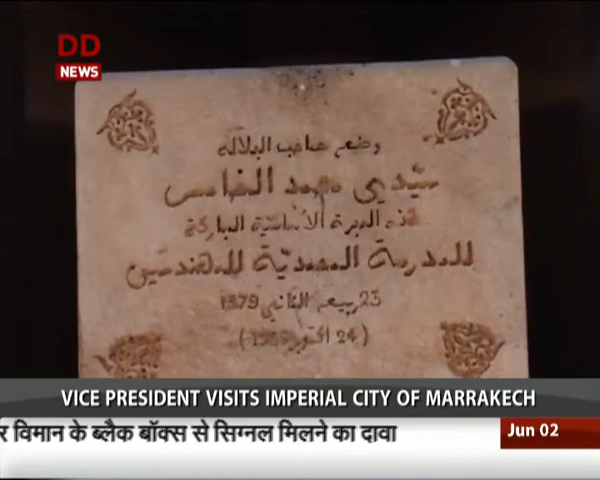 DD
NEWS
وضع صاحب الجلالة
سيدي محمد الخامس
هذه الحجرة الأساسية المباركة
للمدرسة المحمدية للمهندسين
23 ربيع الثاني 1379
(24 اكتوبر 1959)
VICE PRESIDENT VISITS IMPERIAL CITY OF MARRAKECH
र विमान के ब्लैक बॉक्स से सिग्नल मिलने का दावा
Jun 02